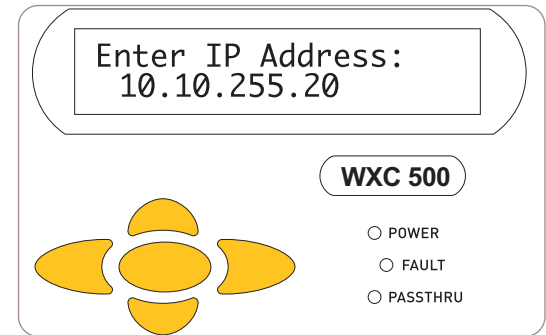 Enter IP Address:
10.10.255.20
WXC 500
POWER
FAULT
PASSTHRU